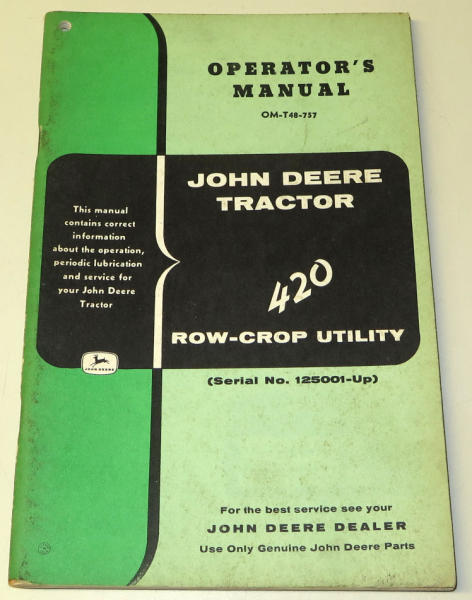 OPERATOR'S
MANUAL
OM-T48-757
JOHN DEERE
TRACTOR
This manual
contains correct
information
about the operation,
periodic lubrication
and service for
your John Deere
Tractor
420
ROW-CROP UTILITY
JOHN DEERE
(Serial No. 125001-Up)
For the best service see your
JOHN DEERE DEALER
Use Only Genuine John Deere Parts